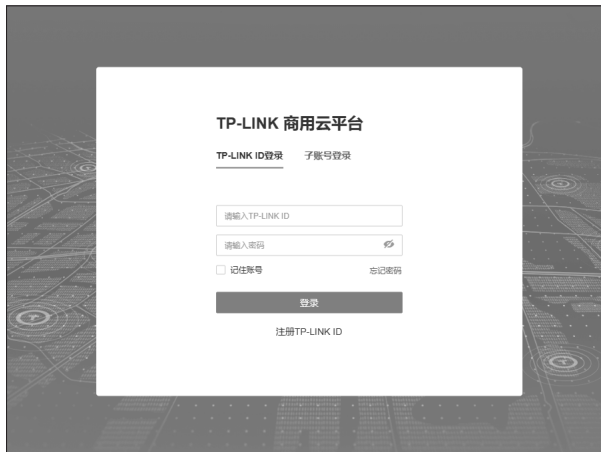 TP-LINK 商用云平台
TP-LINK ID登录 子账号登录
请输入TP-LINK ID
请输入密码
记住账号 忘记密码
登录
注册TP-LINK ID